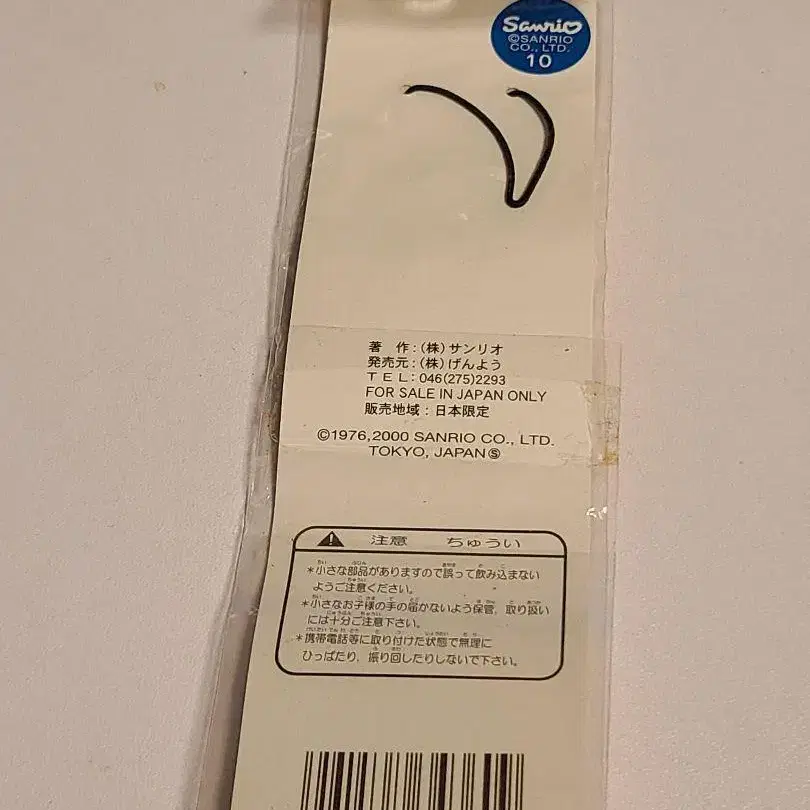 Sanrio
©SANRIO
CO., LTD.
10
著 作:(株)サンリオ
発売元:(株)げんよう
TEL:046(275)2293
FOR SALE IN JAPAN ONLY
販売地域:日本限定
©1976,2000 SANRIO CO., LTD.
TOKYO, JAPAN Ⓢ
注意 ちゅうい
*小さな部品がありますので誤って飲み込まない
ようご注意ください。
*小さなお子様の手の届かないよう保管、取り扱い
には十分ご注意下さい。
*携帯電話等に取り付けた状態で無理に
ひっぱたり、振り回したりしないで下さい。